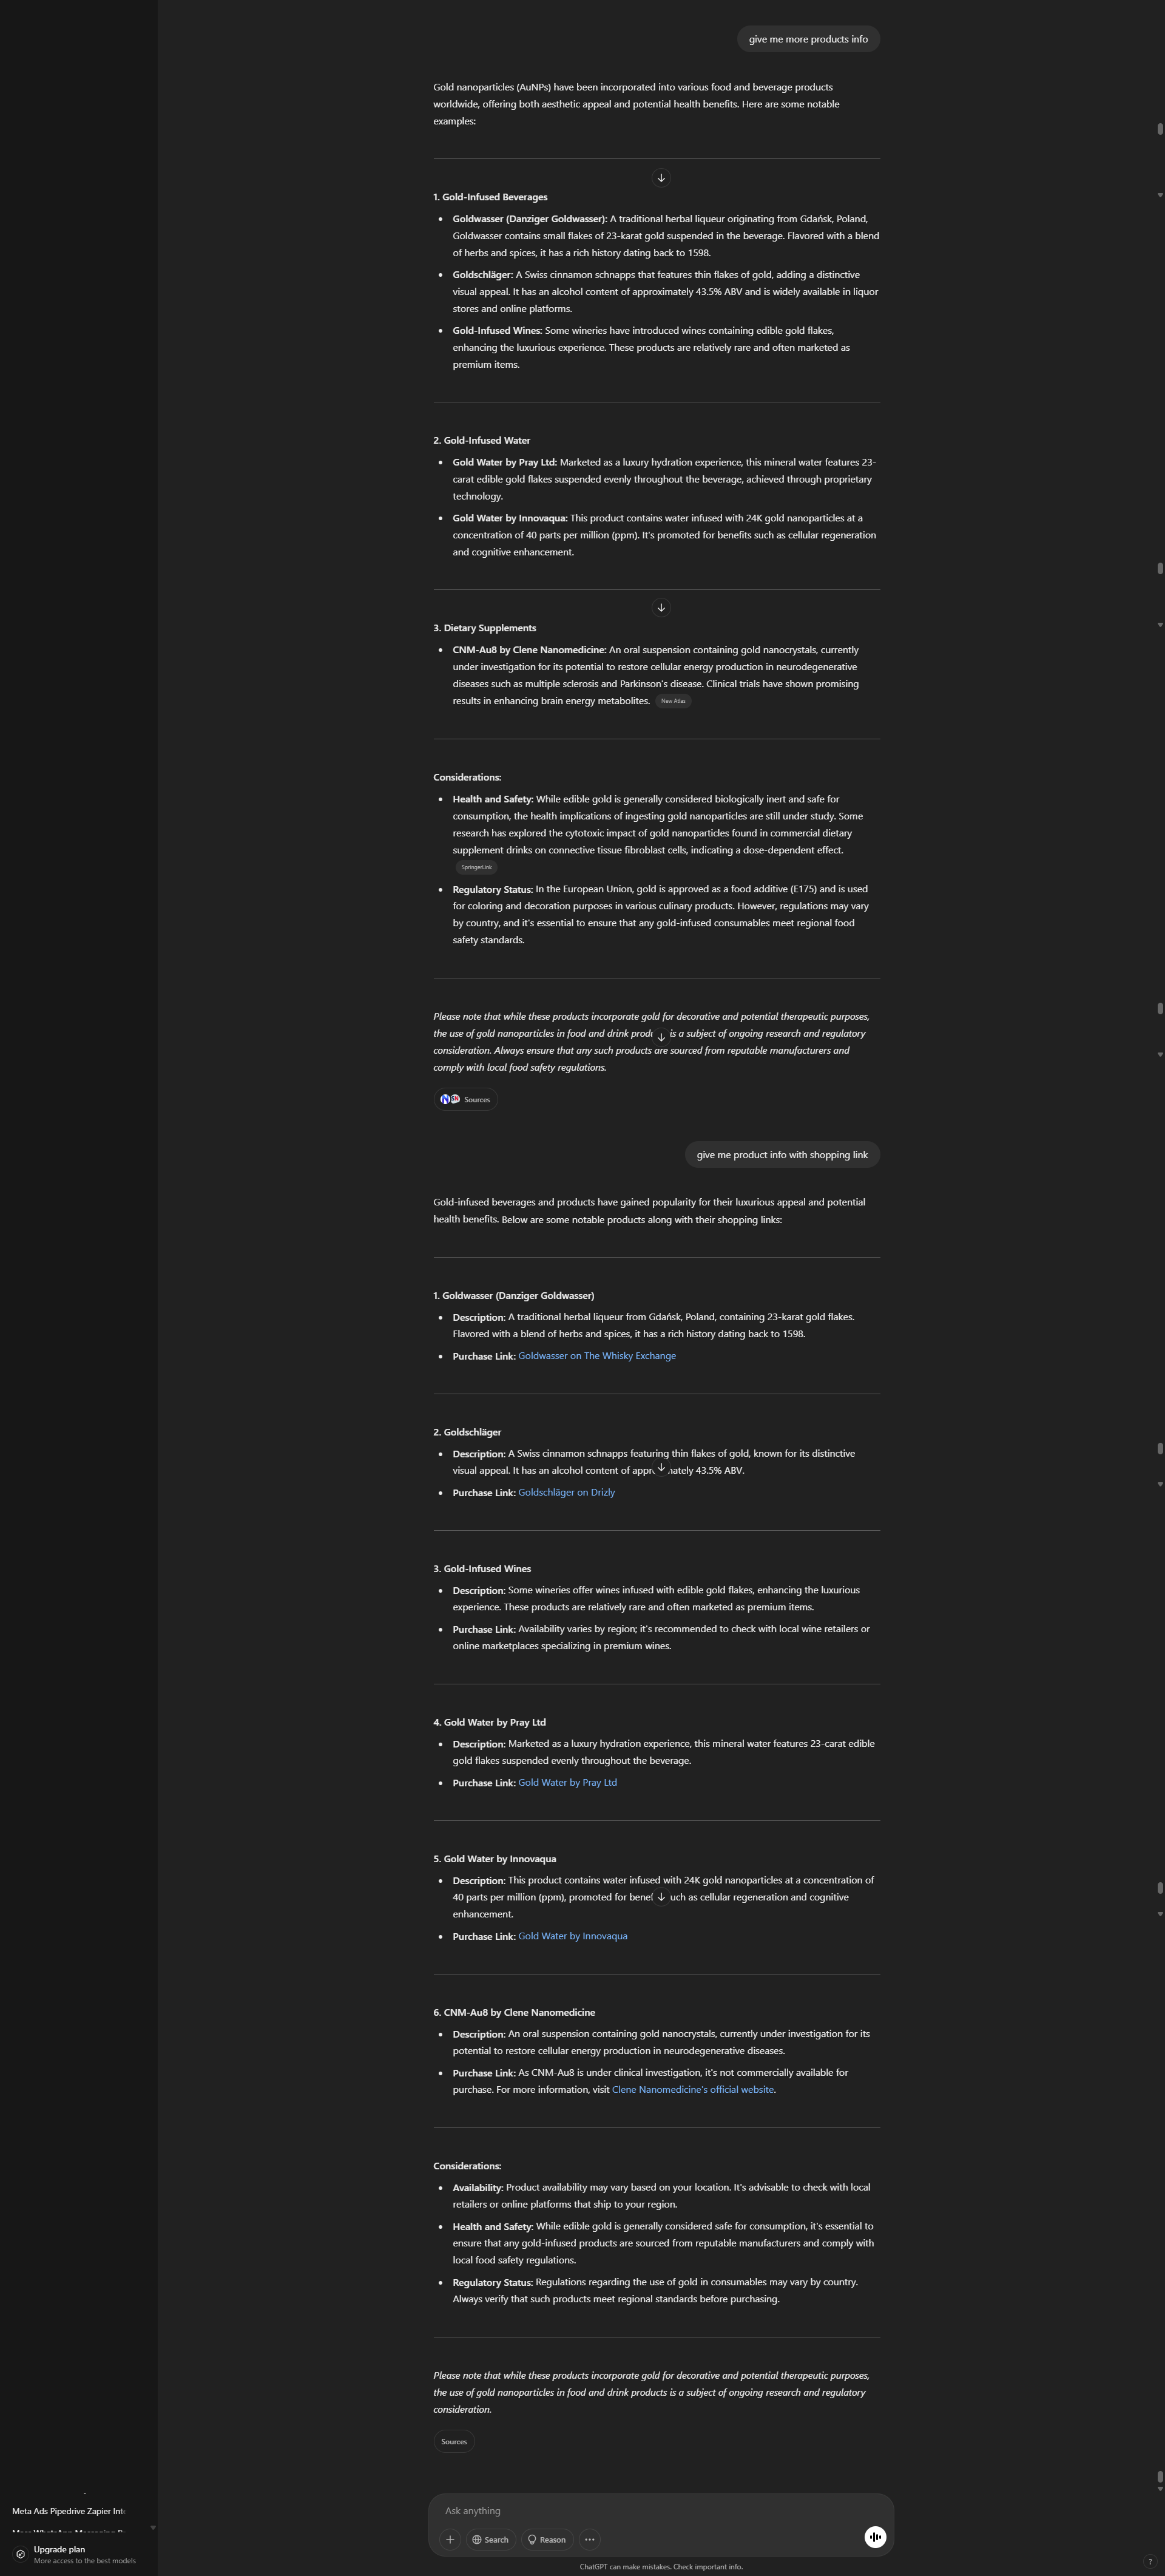 give me more products info
Gold nanoparticles (AuNPs) have been incorporated into various food and beverage products
worldwide, offering both aesthetic appeal and potential health benefits. Here are some notable
examples:
1. Gold-Infused Beverages
• Goldwasser (Danziger Goldwasser): A traditional herbal liqueur originating from Gdańsk, Poland,
Goldwasser contains small flakes of 23-karat gold suspended in the beverage. Flavored with a blend
of herbs and spices, it has a rich history dating back to 1598.
• Goldschläger: A Swiss cinnamon schnapps that features thin flakes of gold, adding a distinctive
visual appeal. It has an alcohol content of approximately 43.5% ABV and is widely available in liquor
stores and online platforms.
• Gold-Infused Wines: Some wineries have introduced wines containing edible gold flakes,
enhancing the luxurious experience. These products are relatively rare and often marketed as
premium items.
2. Gold-Infused Water
• Gold Water by Pray Ltd: Marketed as a luxury hydration experience, this mineral water features 23-
carat edible gold flakes suspended evenly throughout the beverage, achieved through proprietary
technology.
• Gold Water by Innovaqua: This product contains water infused with 24K gold nanoparticles at a
concentration of 40 parts per million (ppm). It's promoted for benefits such as cellular regeneration
and cognitive enhancement.
3. Dietary Supplements
• CNM-Au8 by Clene Nanomedicine: An oral suspension containing gold nanocrystals, currently
under investigation for its potential to restore cellular energy production in neurodegenerative
diseases such as multiple sclerosis and Parkinson's disease. Clinical trials have shown promising
results in enhancing brain energy metabolites. New Atlas
Considerations:
• Health and Safety: While edible gold is generally considered biologically inert and safe for
consumption, the health implications of ingesting gold nanoparticles are still under study. Some
research has explored the cytotoxic impact of gold nanoparticles found in commercial dietary
supplement drinks on connective tissue fibroblast cells, indicating a dose-dependent effect.
SpringerLink
• Regulatory Status: In the European Union, gold is approved as a food additive (E175) and is used
for coloring and decoration purposes in various culinary products. However, regulations may vary
by country, and it's essential to ensure that any gold-infused consumables meet regional food
safety standards.
Please note that while these products incorporate gold for decorative and potential therapeutic purposes,
the use of gold nanoparticles in food and drink is a subject of ongoing research and regulatory
consideration. Always ensure that any such products are sourced from reputable manufacturers and
comply with local food safety regulations.
Sources
give me product info with shopping link
Gold-infused beverages and products have gained popularity for their luxurious appeal and potential
health benefits. Below are some notable products along with their shopping links:
1. Goldwasser (Danziger Goldwasser)
• Description: A traditional herbal liqueur from Gdańsk, Poland, containing 23-karat gold flakes.
Flavored with a blend of herbs and spices, it has a rich history dating back to 1598.
• Purchase Link: Goldwasser on The Whisky Exchange
2. Goldschläger
• Description: A Swiss cinnamon schnapps featuring thin flakes of gold, known for its distinctive
visual appeal. It has an alcohol content of 43.5% ABV.
• Purchase Link: Goldschläger on Drizly
3. Gold-Infused Wines
• Description: Some wineries offer wines infused with edible gold flakes, enhancing the luxurious
experience. These products are relatively rare and often marketed as premium items.
• Purchase Link: Availability varies by region; it's recommended to check with local wine retailers or
online marketplaces specializing in premium wines.
4. Gold Water by Pray Ltd
• Description: Marketed as a luxury hydration experience, this mineral water features 23-carat edible
gold flakes suspended evenly throughout the beverage.
• Purchase Link: Gold Water by Pray Ltd
5. Gold Water by Innovaqua
• Description: This product contains water infused with 24K gold nanoparticles at a concentration of
40 parts per million (ppm), promoted for as cellular regeneration and cognitive
enhancement.
• Purchase Link: Gold Water by Innovaqua
6. CNM-Au8 by Clene Nanomedicine
• Description: An oral suspension containing gold nanocrystals, currently under investigation for its
potential to restore cellular energy production in neurodegenerative diseases.
• Purchase Link: As CNM-Au8 is under clinical investigation, it's not commercially available for
purchase. For more information, visit Clene Nanomedicine's official website.
Considerations:
• Availability: Product availability may vary based on your location. It's advisable to check with local
retailers or online platforms that ship to your region.
• Health and Safety: While edible gold is generally considered safe for consumption, it's essential to
ensure that any gold-infused products are sourced from reputable manufacturers and comply with
local food safety regulations.
• Regulatory Status: Regulations regarding the use of gold in consumables may vary by country.
Always verify that such products meet regional standards before purchasing.
Please note that while these products incorporate gold for decorative and potential therapeutic purposes,
the use of gold nanoparticles in food and drink products is a subject of ongoing research and regulatory
consideration.
Sources
Meta Ads Pipedrive Zapier
Upgrade plan
More access to the best models
Ask anything
Search
Reason
ChatGPT can make mistakes. Check important info.
?